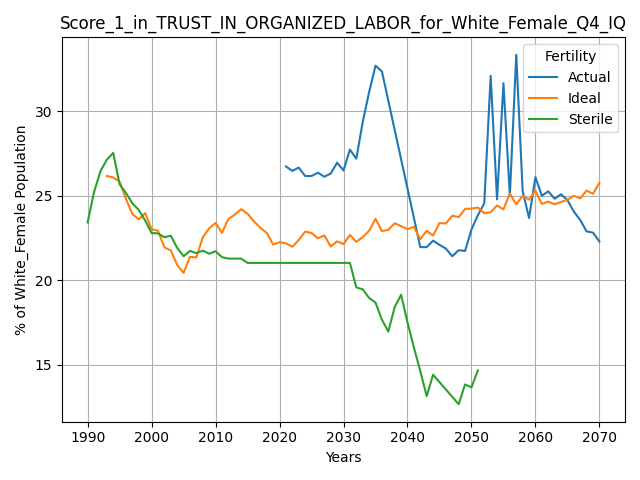 Score_1_in_TRUST_IN_ORGANIZED_LABOR_for_White_Female_Q4_IQ
Fertility
Actual
Ideal
Sterile
% of White_Female Population
30
25
20
15
1990 2000 2010 2020 2030 2040 2050 2060 2070
Years